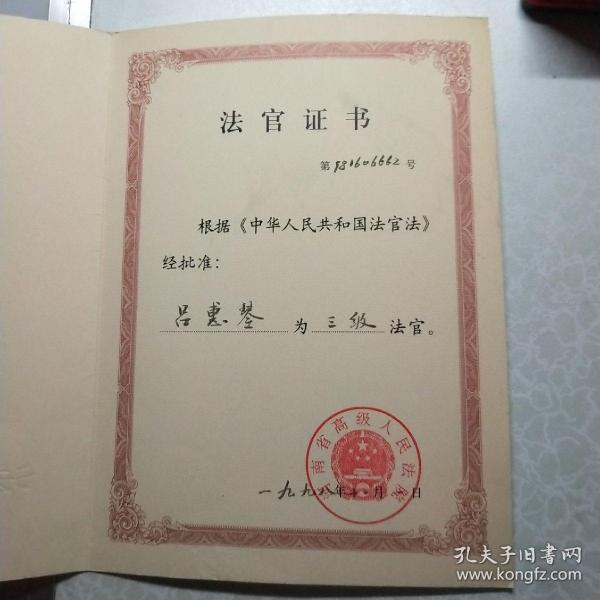 法官证书
第981606662号
根据《中华人民共和国法官法》
经批准：
吕惠琴为三级法官。
河南省高级人民法院
一九九八年 月 日
孔夫子旧书网
www.kongfz.com